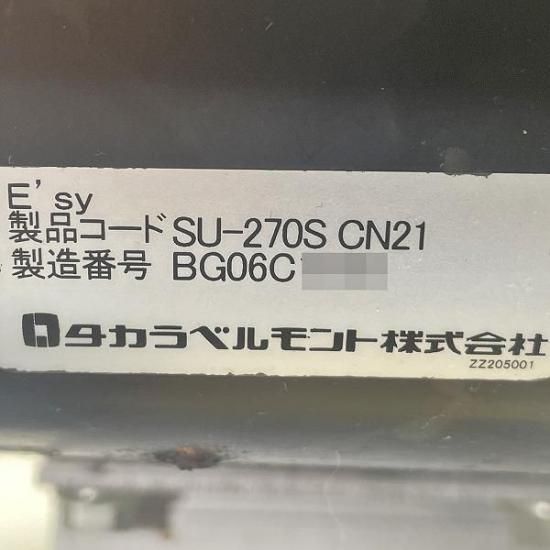 E'sy
製品コード SU-270S CN21
製造番号 BG06C
タカラベルモント株式会社
ZZ205001